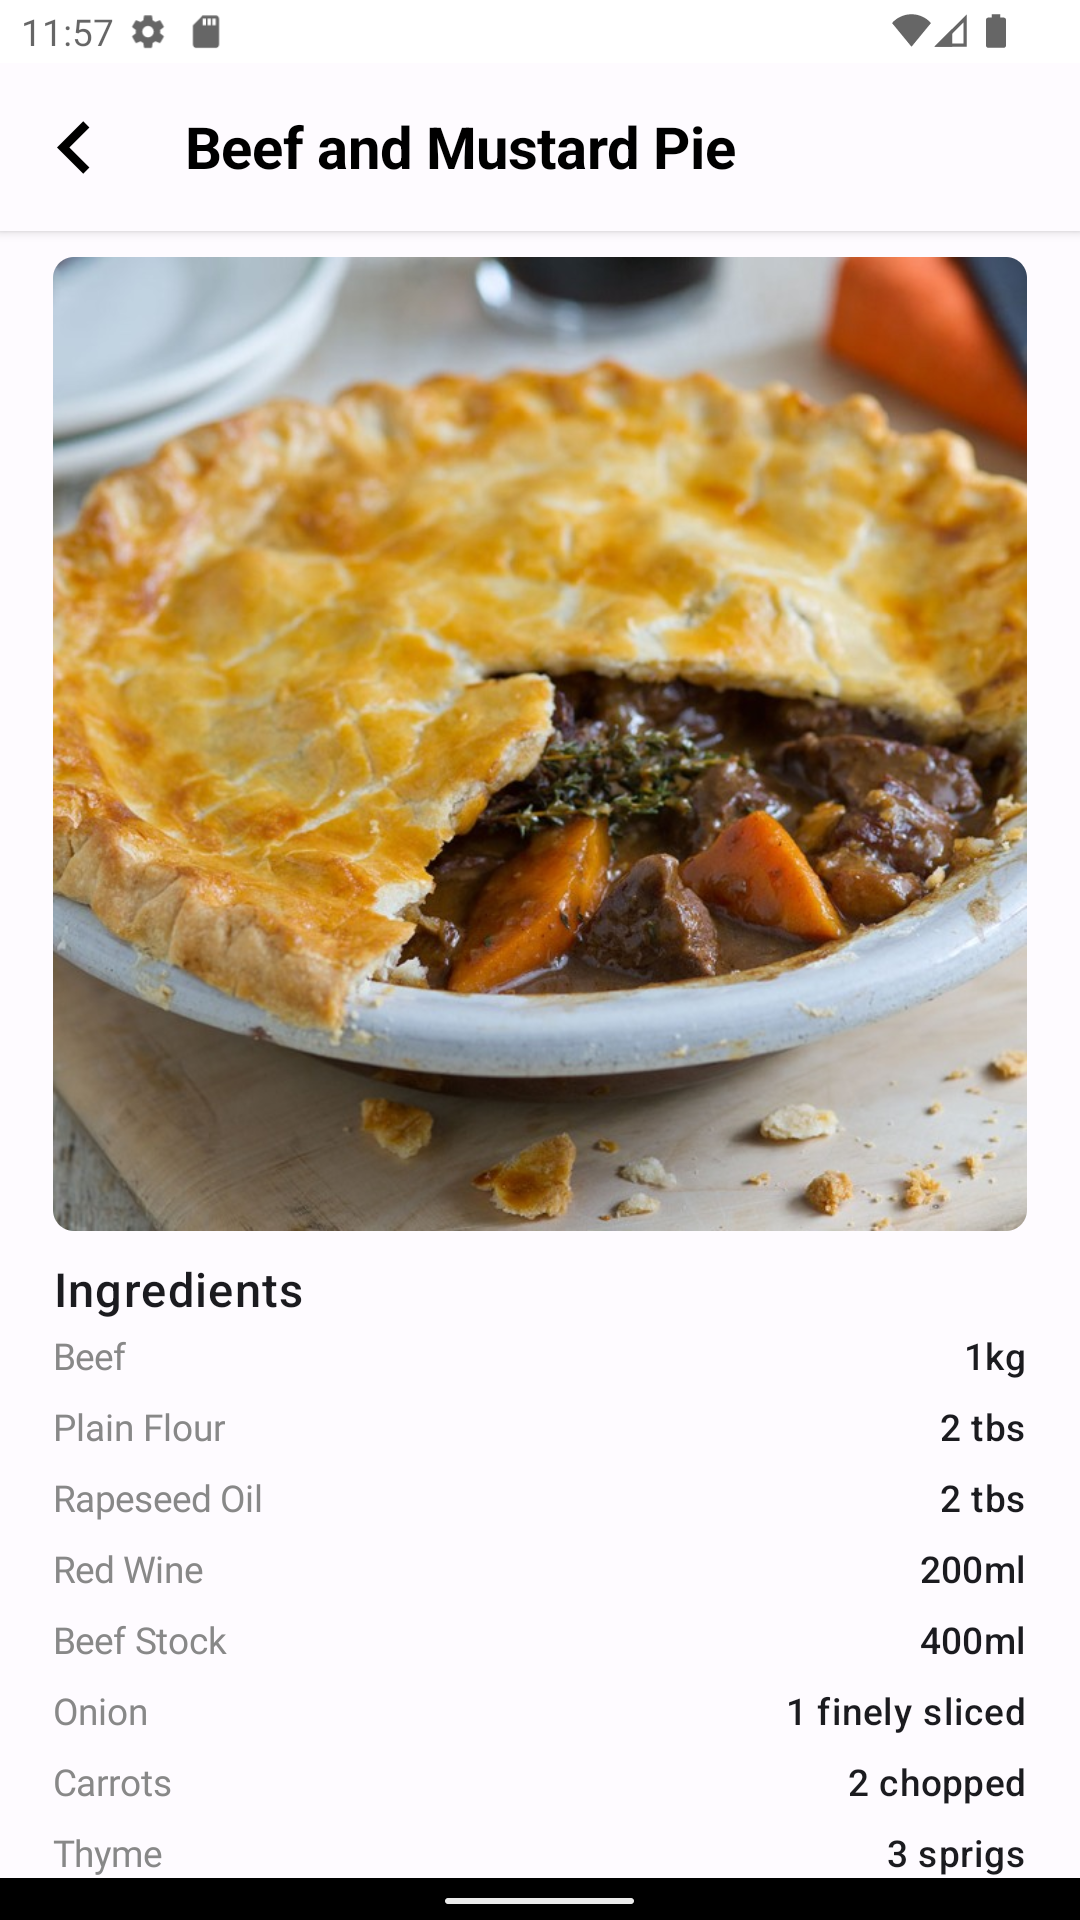 11:57
Beef and Mustard Pie
Ingredients
Beef 1kg
Plain Flour 2 tbs
Rapeseed Oil 2 tbs
Red Wine 200ml
Beef Stock 400ml
Onion 1 finely sliced
Carrots 2 chopped
Thyme 3 sprigs